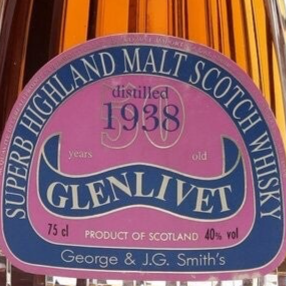 SUPERB HIGHLAND MALT SCOTCH WHISKY
distilled
50
1938
years old
GLENLIVET
75 cl PRODUCT OF SCOTLAND 40% vol
George & J.G. Smith's